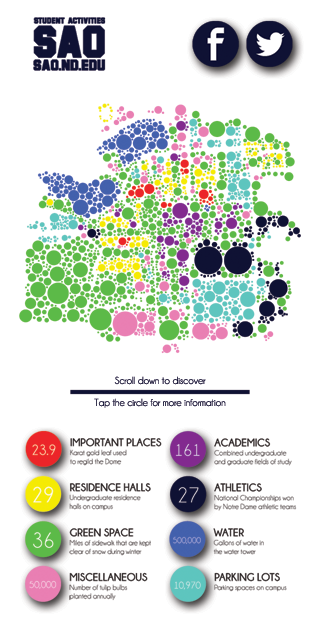 STUDENT ACTIVITIES
SAO
SAO.ND.EDU
f
Scroll down to discover
Tap the circle for more information
23.9
IMPORTANT PLACES
Karat gold leaf used
to regild the Dome
161
ACADEMICS
Combined undergraduate
and graduate fields of study
29
RESIDENCE HALLS
Undergraduate residence
halls on campus
27
ATHLETICS
National Championships won
by Notre Dame athletic teams
36
GREEN SPACE
Miles of sidewalk that are kept
clear of snow during winter
500,000
WATER
Gallons of water in
the water tower
50,000
MISCELLANEOUS
Number of tulip bulbs
planted annually
10,970
PARKING LOTS
Parking spaces on campus